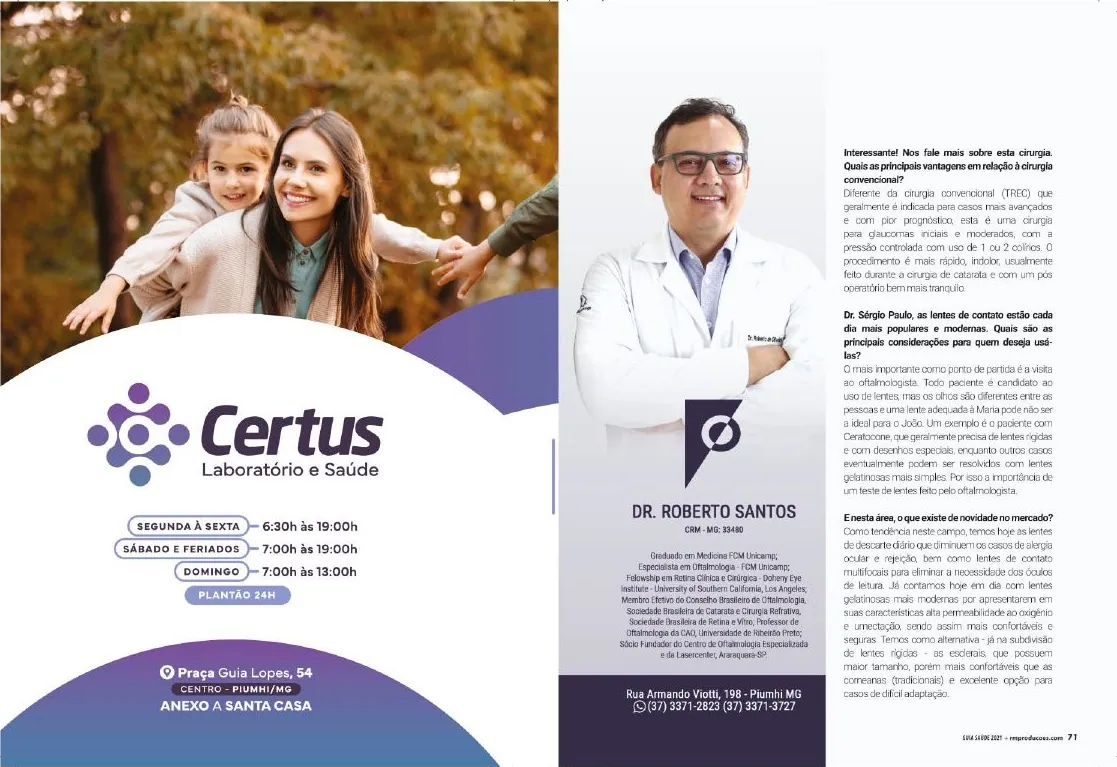 Certus
Laboratório e Saúde
SEGUNDA À SEXTA 6:30h às 19:00h
SÁBADO E FERIADOS 7:00h às 19:00h
DOMINGO 7:00h às 13:00h
PLANTÃO 24H
Praça Guia Lopes, 54
CENTRO - PIUMHI/MG
ANEXO A SANTA CASA
DR. ROBERTO SANTOS
CRM - MG: 33480
Graduado em Medicina FCM Unicamp;
Especialista em Oftalmologia - FCM Unicamp;
Fellowship em Retina Clínica e Cirúrgica - Doheny Eye
Institute - University of Southern California, Los Angeles;
Membro Efetivo do Conselho Brasileiro de Oftalmologia,
Sociedade Brasileira de Catarata e Cirurgia Refrativa,
Sociedade Brasileira de Retina e Vítro; Professor de
Oftalmologia da CAO, Universidade de Ribeirão Preto;
Sócio Fundador do Centro de Oftalmologia Especializada
e da Lasercenter, Araraquara-SP.
Rua Armando Viotti, 198 - Piumhi MG
(37) 3371-2823 (37) 3371-3727
Interessante! Nos fale mais sobre esta cirurgia.
Quais as principais vantagens em relação à cirurgia
convencional?
Diferente da cirurgia convencional (TREC) que
geralmente é indicada para casos mais avançados
e com pior prognóstico, esta é uma cirurgia
para glaucomas iniciais e moderados, com a
pressão controlada com uso de 1 ou 2 colírios. O
procedimento é mais rápido, indolor, usualmente
feito durante a cirurgia de catarata e com um pós
operatório bem mais tranquilo.
Dr. Sérgio Paulo, as lentes de contato estão cada
dia mais populares e modernas. Quais são as
principais considerações para quem deseja usá-
las?
O mais importante como ponto de partida é a visita
ao oftalmologista. Todo paciente é candidato ao
uso de lentes, mas os olhos são diferentes entre as
pessoas e uma lente adequada à Maria pode não ser
a ideal para o João. Um exemplo é o paciente com
Ceratocone, que geralmente precisa de lentes rígidas
e com desenhos especiais, enquanto outros casos
eventualmente podem ser resolvidos com lentes
gelatinosas mais simples. Por isso a importância de
um teste de lentes feito pelo oftalmologista.
E nesta área, o que existe de novidade no mercado?
Como tendência neste campo, temos hoje as lentes
de descarte diário que diminuem os casos de alergia
ocular e rejeição, bem como lentes de contato
multifocais para eliminar a necessidade dos óculos
de leitura. Já contamos hoje em dia com lentes
gelatinosas mais modernas por apresentarem em
suas características alta permeabilidade ao oxigênio
e umectação, sendo assim mais confortáveis e
seguras. Temos como alternativa - já na subdivisão
de lentes rígidas - as esclerais, que possuem
maior tamanho, porém mais confortáveis que as
corneanas (tradicionais) e excelente opção para
casos de difícil adaptação.
GUIA SAÚDE 2021 - rmproducoes.com 71